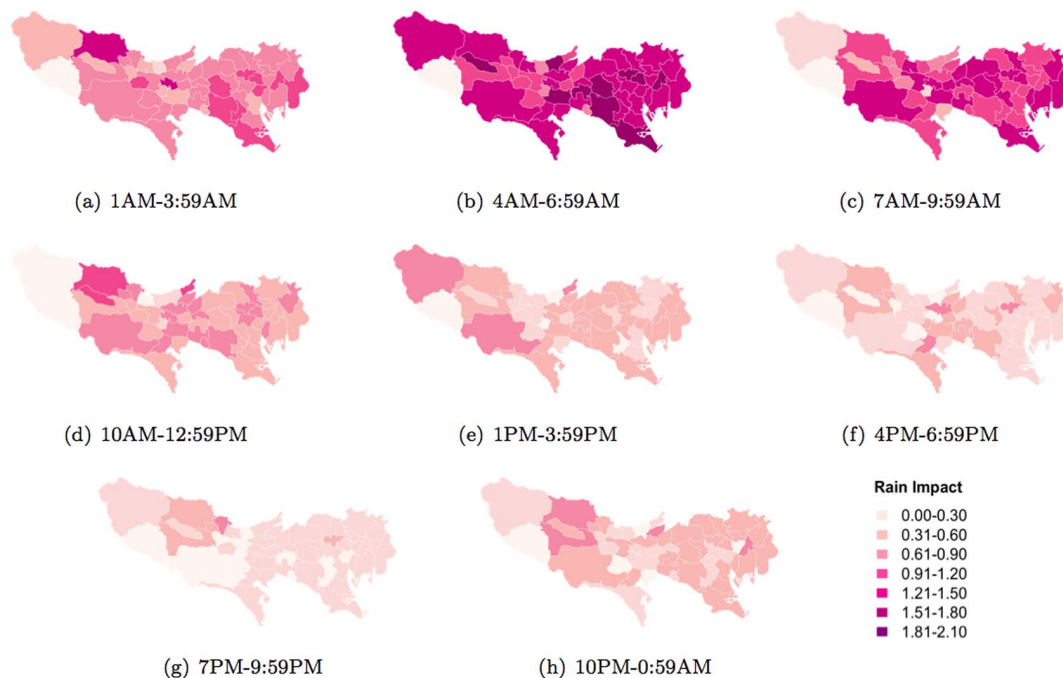 (a) 1AM-3:59AM
(b) 4AM-6:59AM
(c) 7AM-9:59AM
(d) 10AM-12:59PM
(e) 1PM-3:59PM
(f) 4PM-6:59PM
Rain Impact
0.00-0.30
0.31-0.60
0.61-0.90
0.91-1.20
1.21-1.50
1.51-1.80
1.81-2.10
(g) 7PM-9:59PM
(h) 10PM-0:59AM